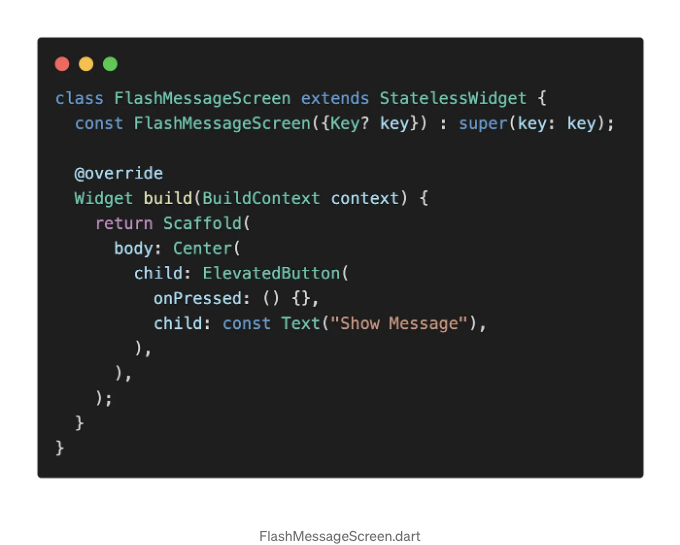 class FlashMessageScreen extends StatelessWidget {
  const FlashMessageScreen({Key? key}) : super(key: key);

  @override
  Widget build(BuildContext context) {
    return Scaffold(
      body: Center(
        child: ElevatedButton(
          onPressed: () {},
          child: const Text("Show Message"),
        ),
      ),
    );
  }
}
FlashMessageScreen.dart